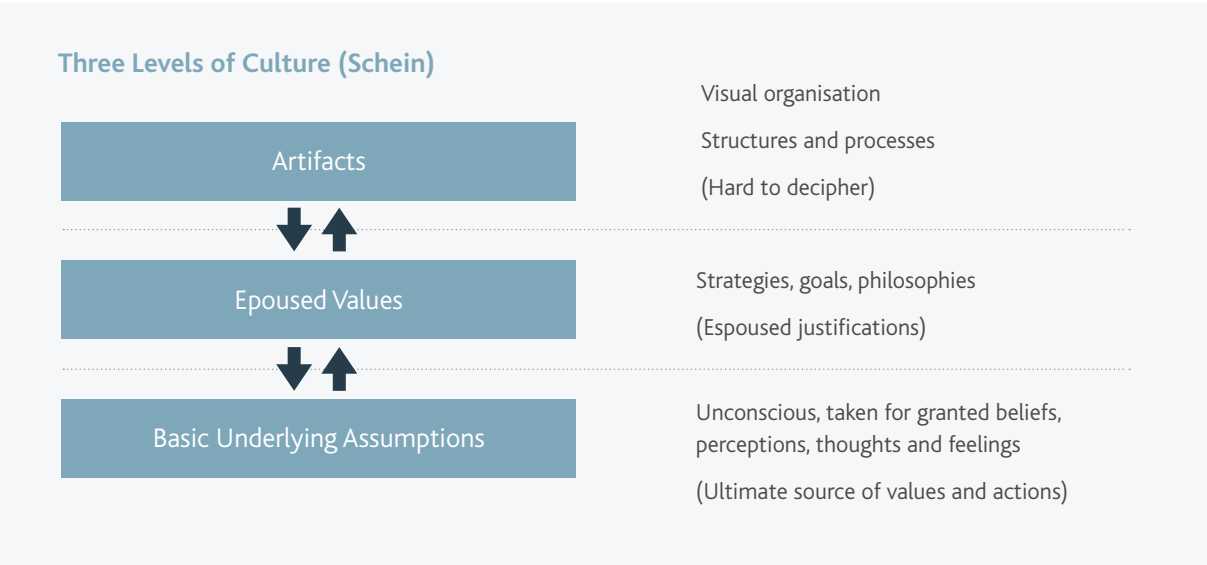 Three Levels of Culture (Schein)
Artifacts
Visual organisation
Structures and processes
(Hard to decipher)
Epoused Values
Strategies, goals, philosophies
(Espoused justifications)
Basic Underlying Assumptions
Unconscious, taken for granted beliefs,
perceptions, thoughts and feelings
(Ultimate source of values and actions)